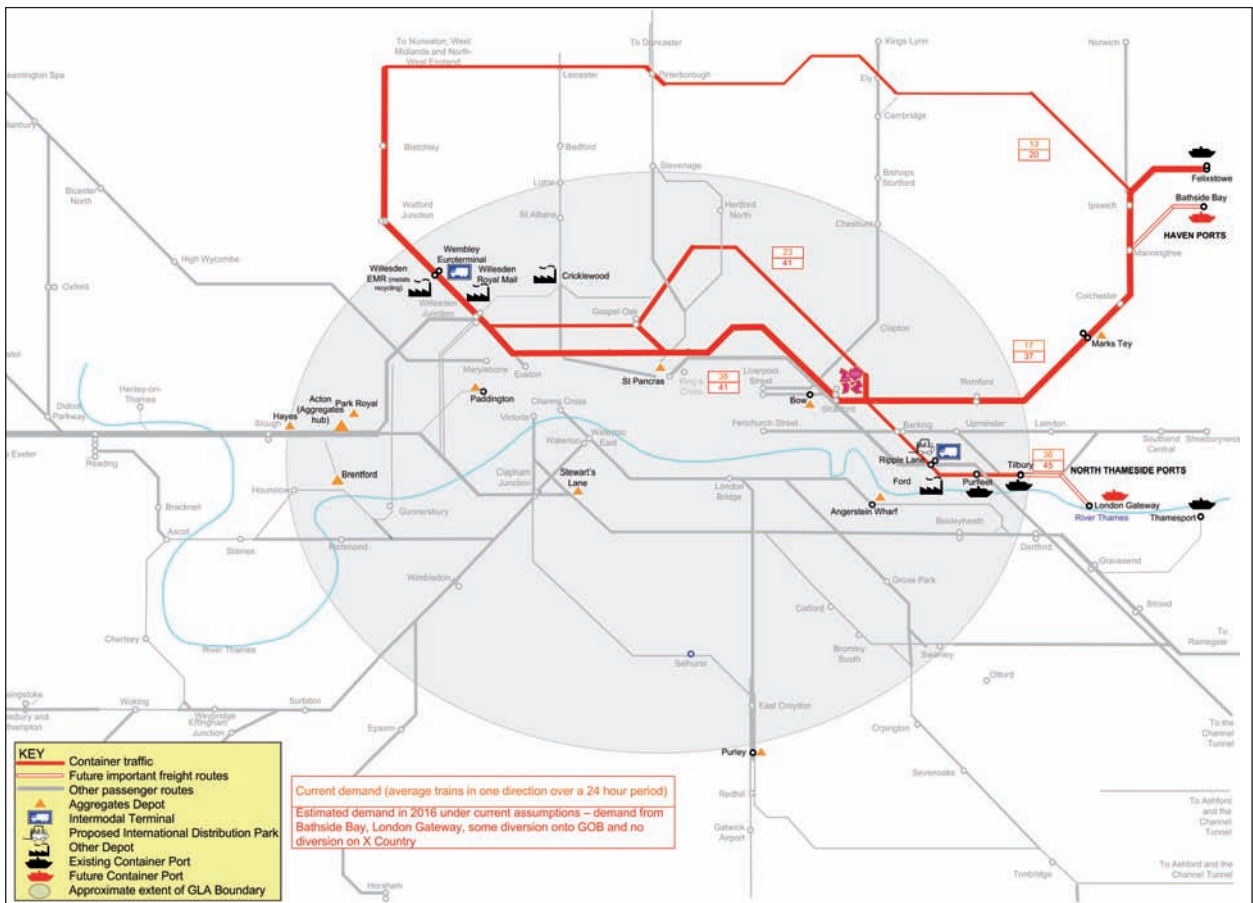 To Nuneaton, West
Midlands and North-
West England
To Doncaster
Kings Lynn
Norwich
Leamington Spa
Leicester
Peterborough
Ely
Banbury
Cambridge
Bletchley
Bedford
Stevenage
13
20
Felixstowe
Bicester
North
Luton
Bishops
Stortford
Bathside Bay
Watford
Junction
St Albans
Hertford
North
Ipswich
HAVEN PORTS
Cheshunt
Manningtree
High Wycombe
Wembley
Euroterminal
Willesden
EMR (metals
recycling)
Willesden
Royal Mail
Cricklewood
23
41
Oxford
Colchester
Willesden
Junction
Gospel Oak
Clapton
Marks Tey
17
37
Marylebone
Euston
St Pancras
King's
Cross
38
41
Liverpool
Street
Romford
Henley-on-
Thames
Acton
(Aggregates
hub)
Park Royal
Paddington
Bow
Stratford
Didcot
Parkway
Hayes
Slough
Charing Cross
Victoria
Fenchurch Street
Barking
Upminster
Laindon
Southend
Central
Shoeburyness
Exeter
Reading
Waterloo
Waterloo
East
Ripple Lane
Tilbury
36
45
NORTH THAMESIDE PORTS
Brentford
Clapham
Junction
Stewart's
Lane
London
Bridge
Ford
Purfleet
London Gateway
Hounslow
Gunnersbury
Angerstein Wharf
River Thames
Thamesport
Bracknell
Ascot
Staines
Richmond
Bexleyheath
Dartford
Gravesend
Wimbledon
Grove Park
Strood
Catford
Chertsey
River Thames
Selhurst
Bromley
South
Swanley
To
Ramsgate
Otford
Woking
Weybridge
Effingham
Junction
Surbiton
East Croydon
Epsom
Orpington
To the
Channel
Tunnel
Purley
Sevenoaks
Redhill
Gatwick
Airport
To Ashford
and the
Channel
Tunnel
Tonbridge
To Ashford and the
Channel Tunnel
Horsham
KEY
Container traffic
Future important freight routes
Other passenger routes
Aggregates Depot
Intermodal Terminal
Proposed International Distribution Park
Other Depot
Existing Container Port
Future Container Port
Approximate extent of GLA Boundary
Current demand (average trains in one direction over a 24 hour period)
Estimated demand in 2016 under current assumptions – demand from
Bathside Bay, London Gateway, some diversion onto GOB and no
diversion on X Country